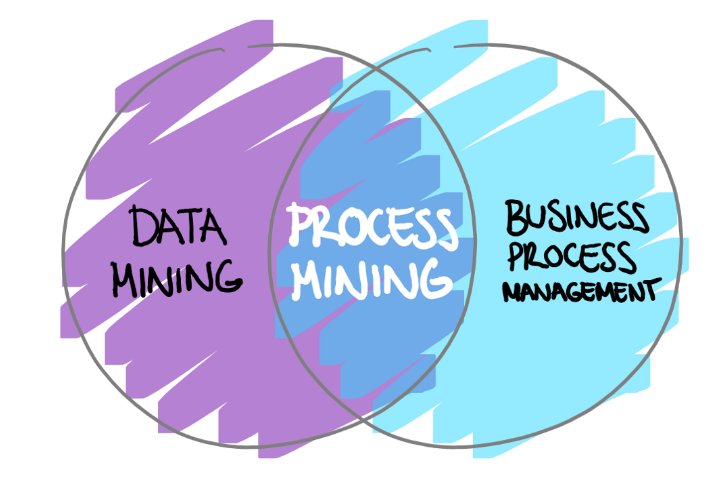 DATA
MINING
PROCESS
MINING
BUSINESS
PROCESS
MANAGEMENT